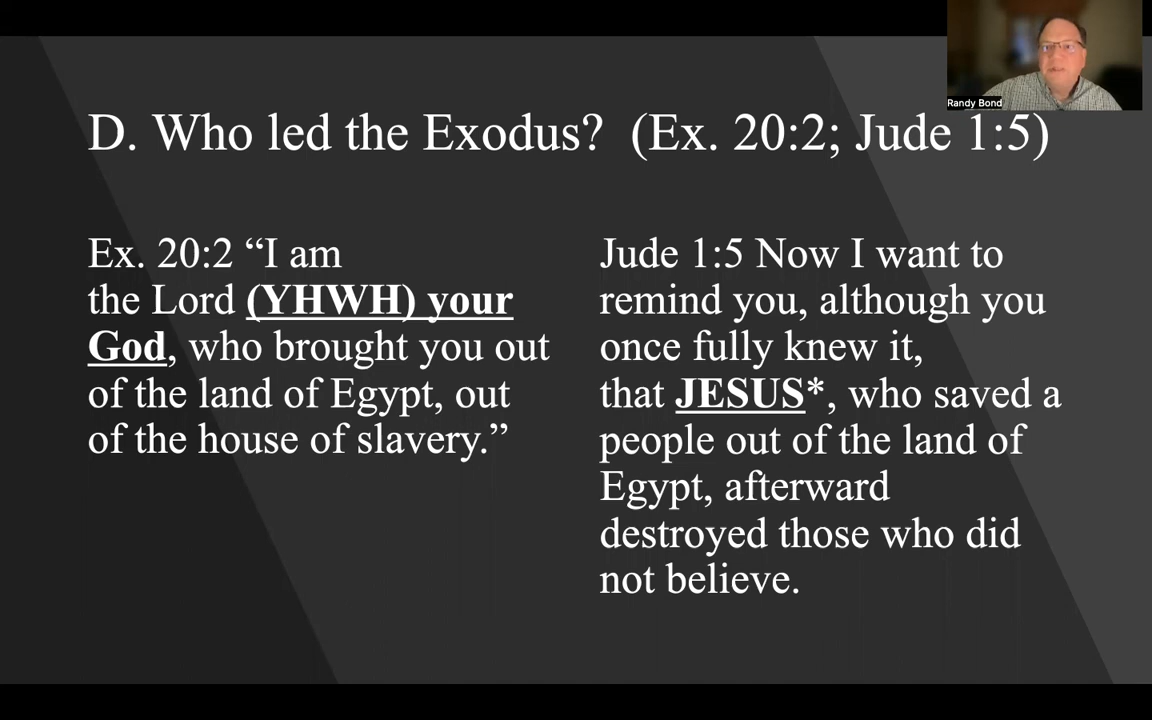 Randy Bond
D. Who led the Exodus? (Ex. 20:2; Jude 1:5)
Ex. 20:2 “I am
the Lord (YHWH) your
God, who brought you out
of the land of Egypt, out
of the house of slavery.”
Jude 1:5 Now I want to
remind you, although you
once fully knew it,
that JESUS*, who saved a
people out of the land of
Egypt, afterward
destroyed those who did
not believe.